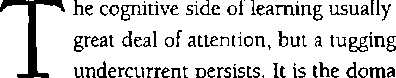 The cognitive side of learning usually
great deal of attention, but a tugging
undercurrent persists. It is the doma